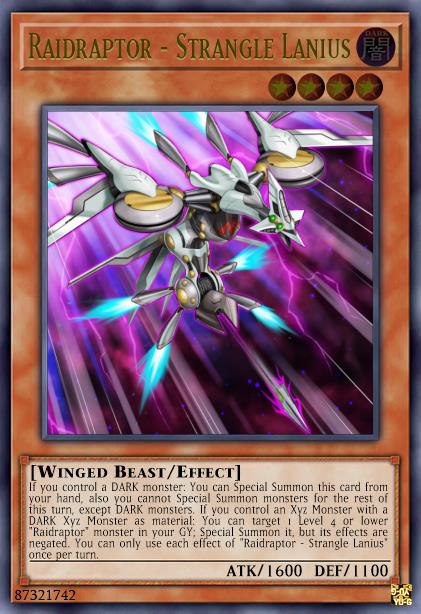 Raidraptor - Strangle Lanius
DARK
闇
[Winged Beast/Effect]
If you control a DARK monster: You can Special Summon this card from
your hand, also you cannot Special Summon monsters for the rest of
this turn, except DARK monsters. If you control an Xyz Monster with a
DARK Xyz Monster as material: You can target 1 Level 4 or lower
"Raidraptor" monster in your GY; Special Summon it, but its effects are
negated. You can only use each effect of "Raidraptor - Strangle Lanius"
once per turn.
ATK/1600 DEF/1100
87321742